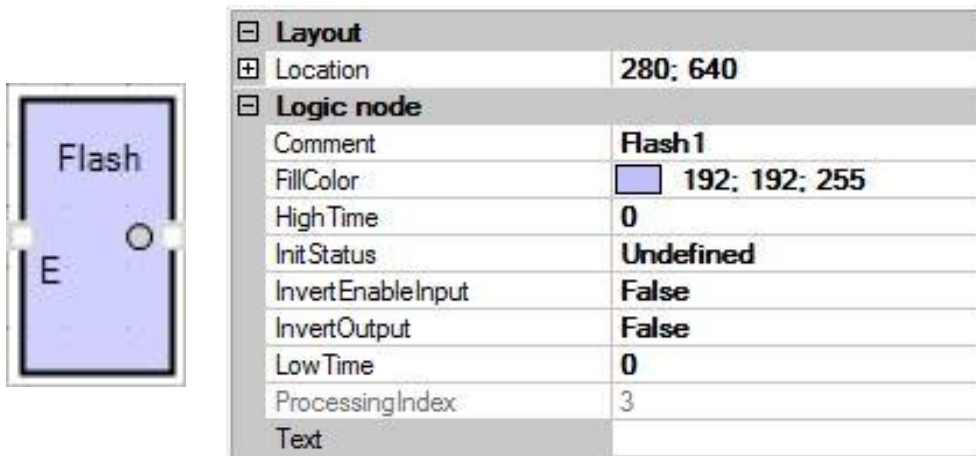 Flash
E
Layout
Location 280; 640
Logic node
Comment Flash1
FillColor 192; 192; 255
HighTime 0
InitStatus Undefined
InvertEnableInput False
InvertOutput False
LowTime 0
ProcessingIndex 3
Text